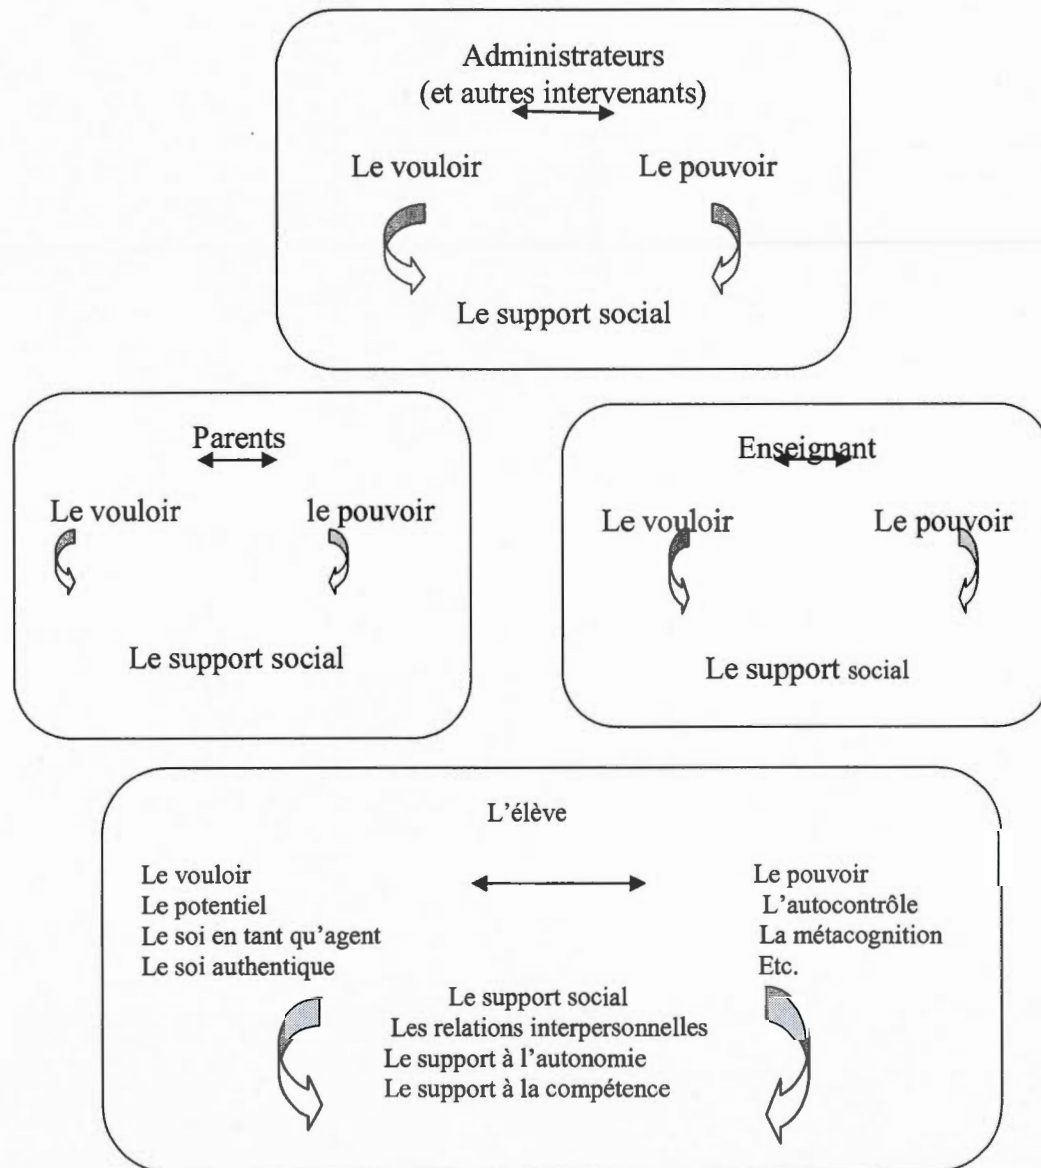 Administrateurs
(et autres intervenants)
Le vouloir
Le pouvoir
Le support social
Parents
Le vouloir
le pouvoir
Le support social
Enseignant
Le vouloir
Le pouvoir
Le support social
L'élève
Le vouloir
Le potentiel
Le soi en tant qu'agent
Le soi authentique
Le pouvoir
L'autocontrôle
La métacognition
Etc.
Le support social
Les relations interpersonnelles
Le support à l'autonomie
Le support à la compétence